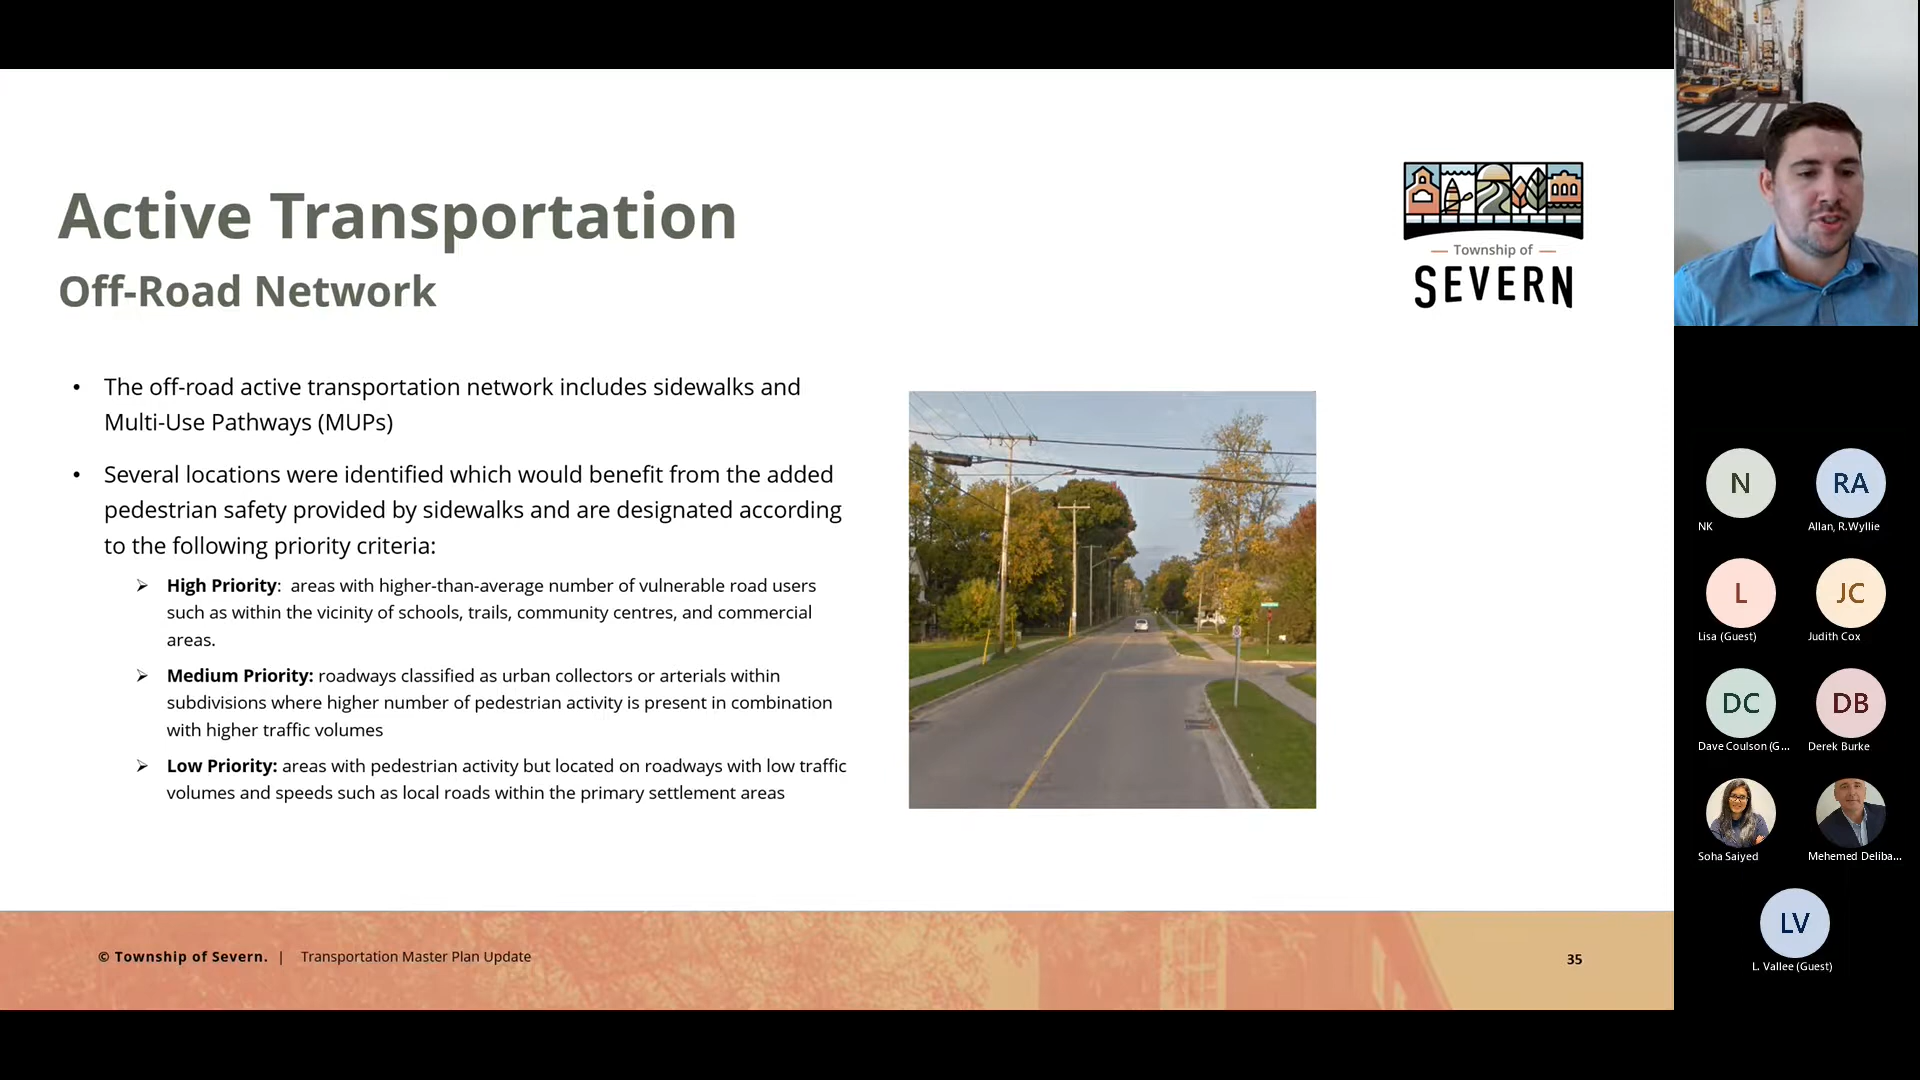 Active Transportation
Off-Road Network
Township of
SEVERN
• The off-road active transportation network includes sidewalks and
Multi-Use Pathways (MUPs)
• Several locations were identified which would benefit from the added
pedestrian safety provided by sidewalks and are designated according
to the following priority criteria:
➢ High Priority: areas with higher-than-average number of vulnerable road users
such as within the vicinity of schools, trails, community centres, and commercial
areas.
➢ Medium Priority: roadways classified as urban collectors or arterials within
subdivisions where higher number of pedestrian activity is present in combination
with higher traffic volumes
➢ Low Priority: areas with pedestrian activity but located on roadways with low traffic
volumes and speeds such as local roads within the primary settlement areas
© Township of Severn. | Transportation Master Plan Update
35
N
RA
NK
Allan, R.Wyllie
L
JC
Lisa (Guest)
Judith Cox
DC
DB
Dave Coulson (G...
Derek Burke
Soha Saiyed
Mehemed Deliba...
LV
L. Vallee (Guest)